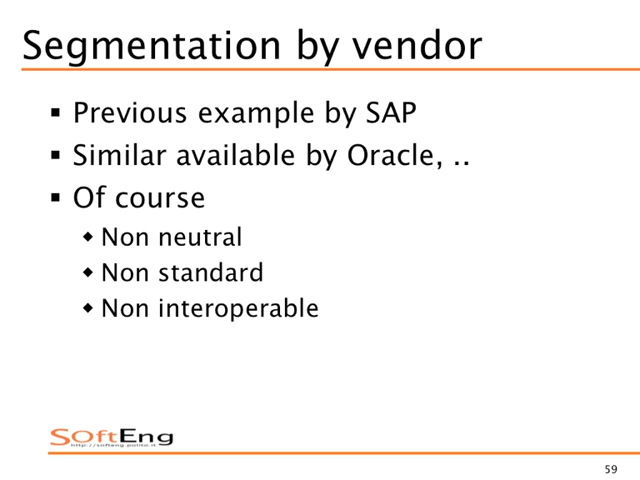 Segmentation by vendor
▪ Previous example by SAP
▪ Similar available by Oracle, ..
▪ Of course
◆ Non neutral
◆ Non standard
◆ Non interoperable
SOftEng
http://softeng.polito.it
59